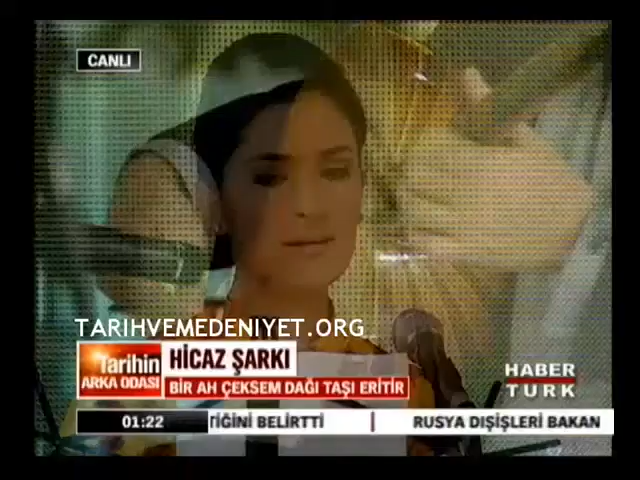 CANLI
TARIHVEMEDENIYET.ORG
Tarihin
ARKA ODASI
HİCAZ ŞARKI
BİR AH ÇEKSEM DAĞI TAŞI ERİTİR
HABER
TURK
01:22
TİĞİNİ BELİRTTİ
RUSYA DIŞİŞLERİ BAKAN